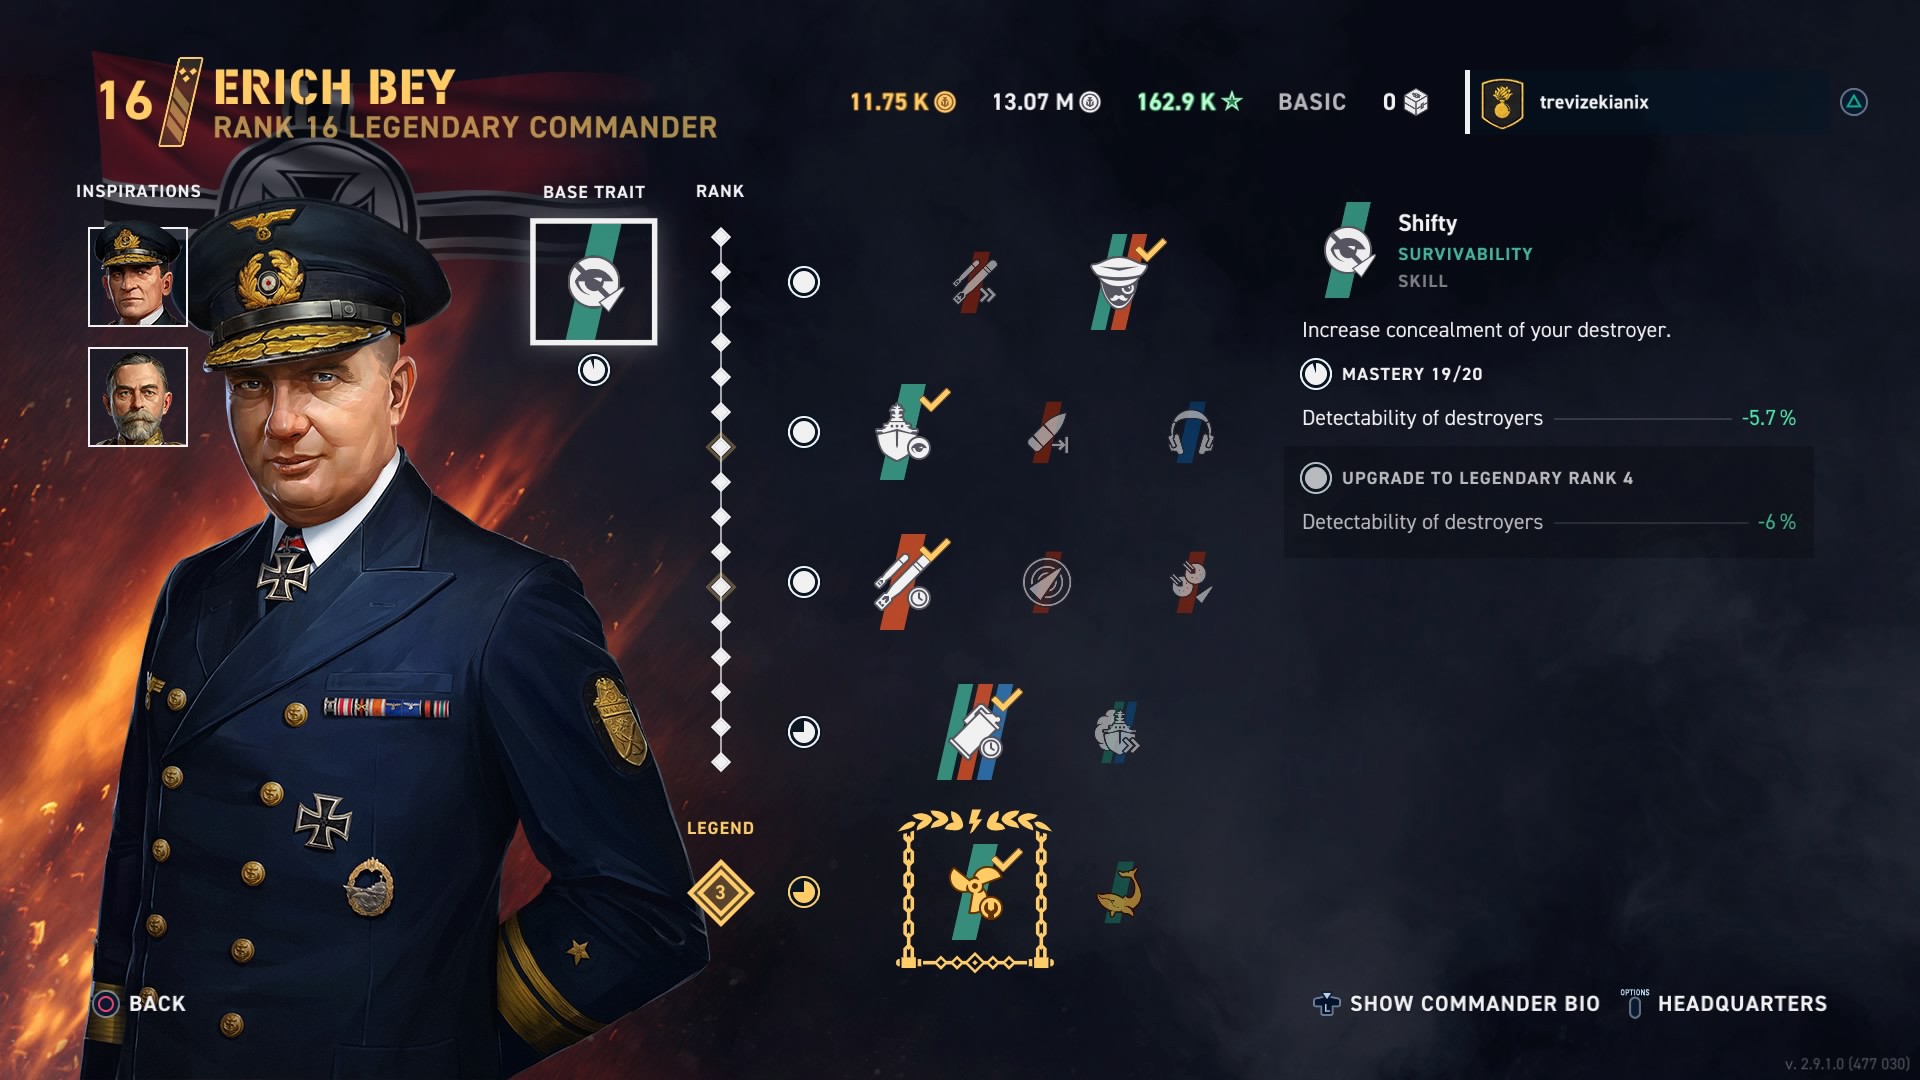 16
ERICH BEY
RANK 16 LEGENDARY COMMANDER
11.75 K
13.07 M
162.9 K
BASIC
0
trevizekianix
INSPIRATIONS
BASE TRAIT
RANK
Shifty
SURVIVABILITY
SKILL
Increase concealment of your destroyer.
MASTERY 19/20
Detectability of destroyers -5.7 %
UPGRADE TO LEGENDARY RANK 4
Detectability of destroyers -6 %
LEGEND
3
BACK
L
SHOW COMMANDER BIO
OPTIONS
HEADQUARTERS
v. 2.9.1.0 (477 030)